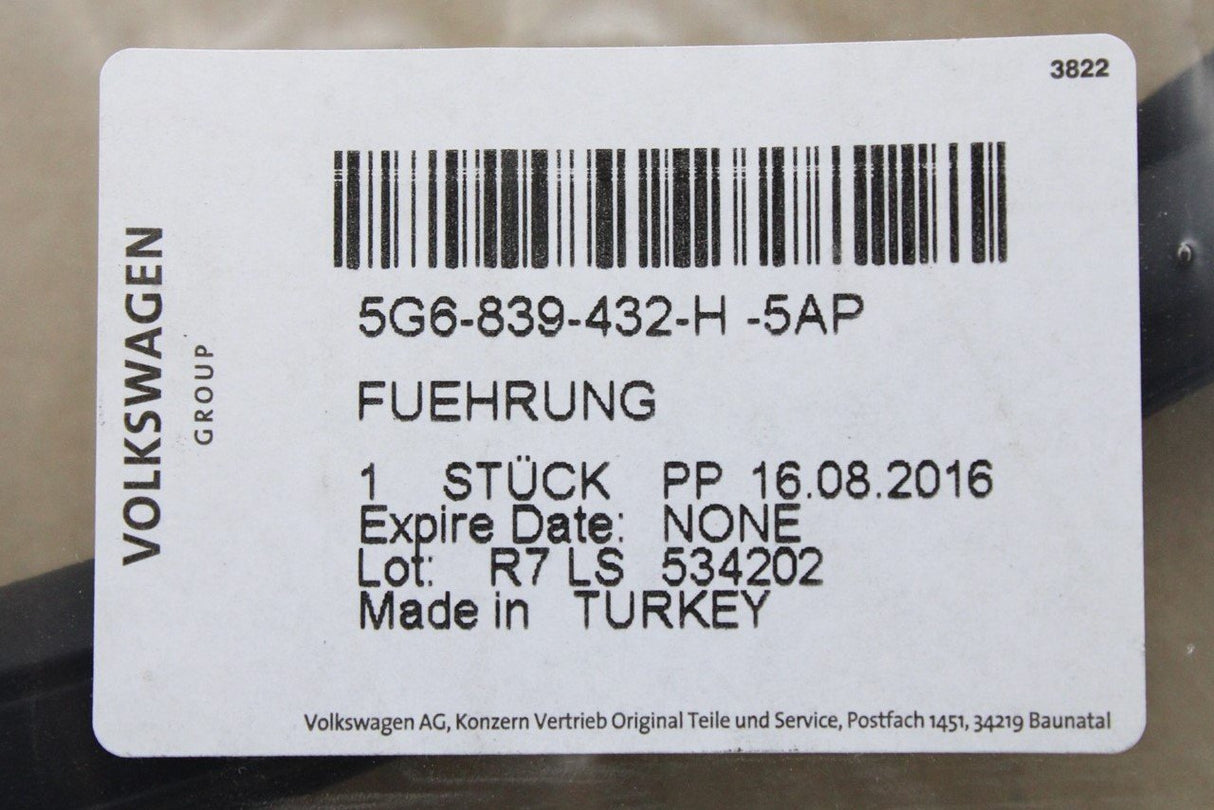 3822
VOLKSWAGEN
GROUP
5G6-839-432-H -5AP
FUEHRUNG
1 STÜCK PP 16.08.2016
Expire Date: NONE
Lot: R7 LS 534202
Made in TURKEY
Volkswagen AG, Konzern Vertrieb Original Teile und Service, Postfach 1451, 34219 Baunatal